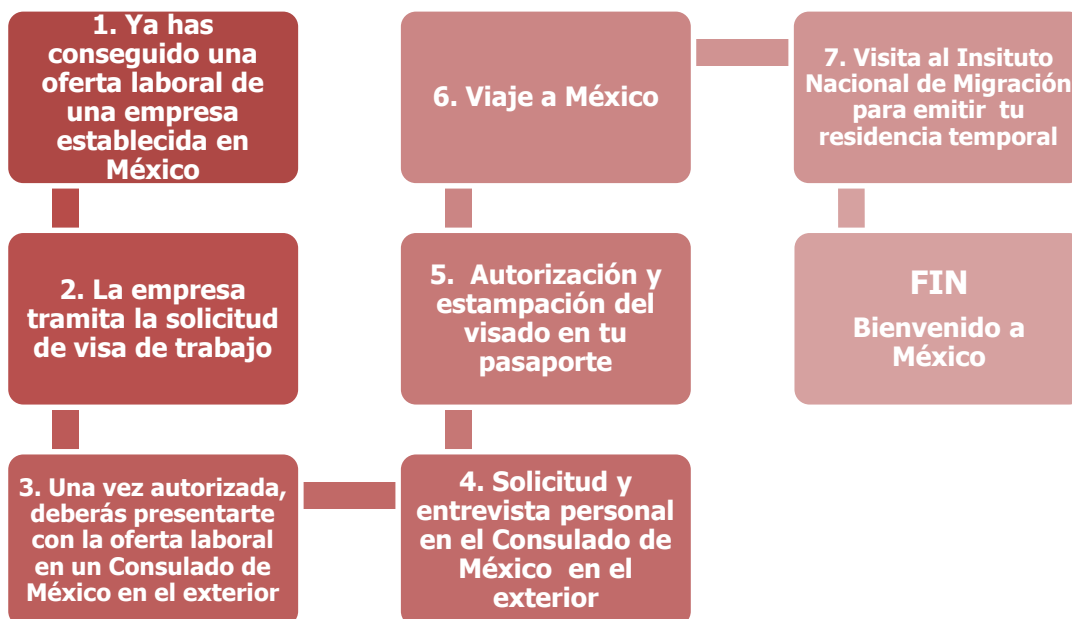 1. Ya has
conseguido una
oferta laboral de
una empresa
establecida en
México
2. La empresa
tramita la solicitud
de visa de trabajo
3. Una vez autorizada,
deberás presentarte
con la oferta laboral
en un Consulado de
México en el exterior
4. Solicitud y
entrevista personal
en el Consulado de
México en el
exterior
5. Autorización y
estampación del
visado en tu
pasaporte
6. Viaje a México
7. Visita al Insituto
Nacional de Migración
para emitir tu
residencia temporal
FIN
Bienvenido a
México